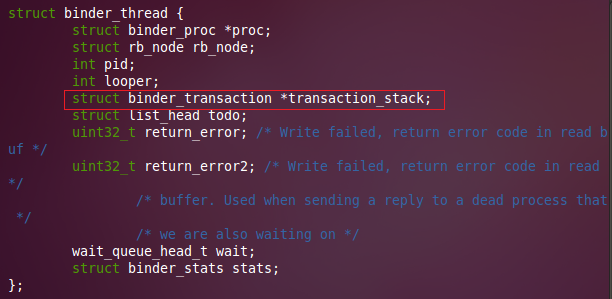 struct binder_thread {
        struct binder_proc *proc;
        struct rb_node rb_node;
        int pid;
        int looper;
        struct binder_transaction *transaction_stack;
        struct list_head todo;
        uint32_t return_error; /* Write failed, return error code in read b
uf */
        uint32_t return_error2; /* Write failed, return error code in read
*/
                /* buffer. Used when sending a reply to a dead process that
 */
                /* we are also waiting on */
        wait_queue_head_t wait;
        struct binder_stats stats;
};